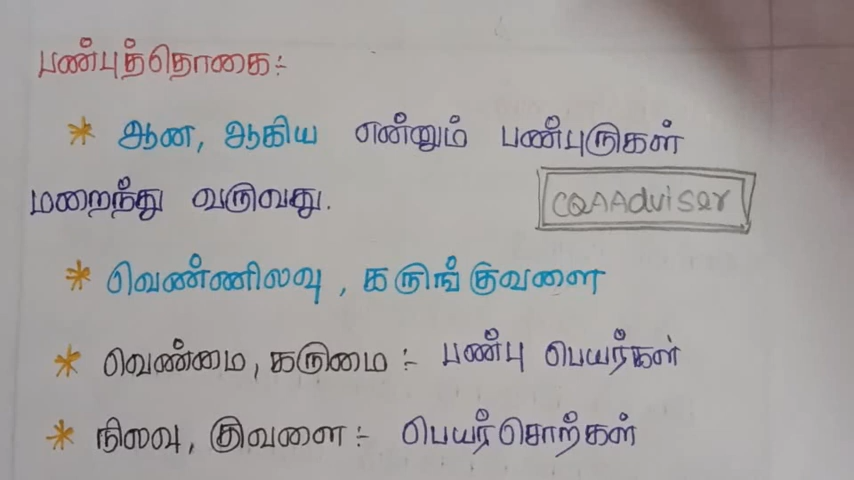 பண்புத்தொகை:-
* ஆன, ஆகிய என்னும் பண்புருகள்
மறைந்து வருவது.
CQAAdviser
* வெண்ணிலவு, கருங்குவளை
* வெண்மை, கருமை :- பண்பு பெயர்கள்
* நிலவு, குவளை :- பெயர்சொற்கள்